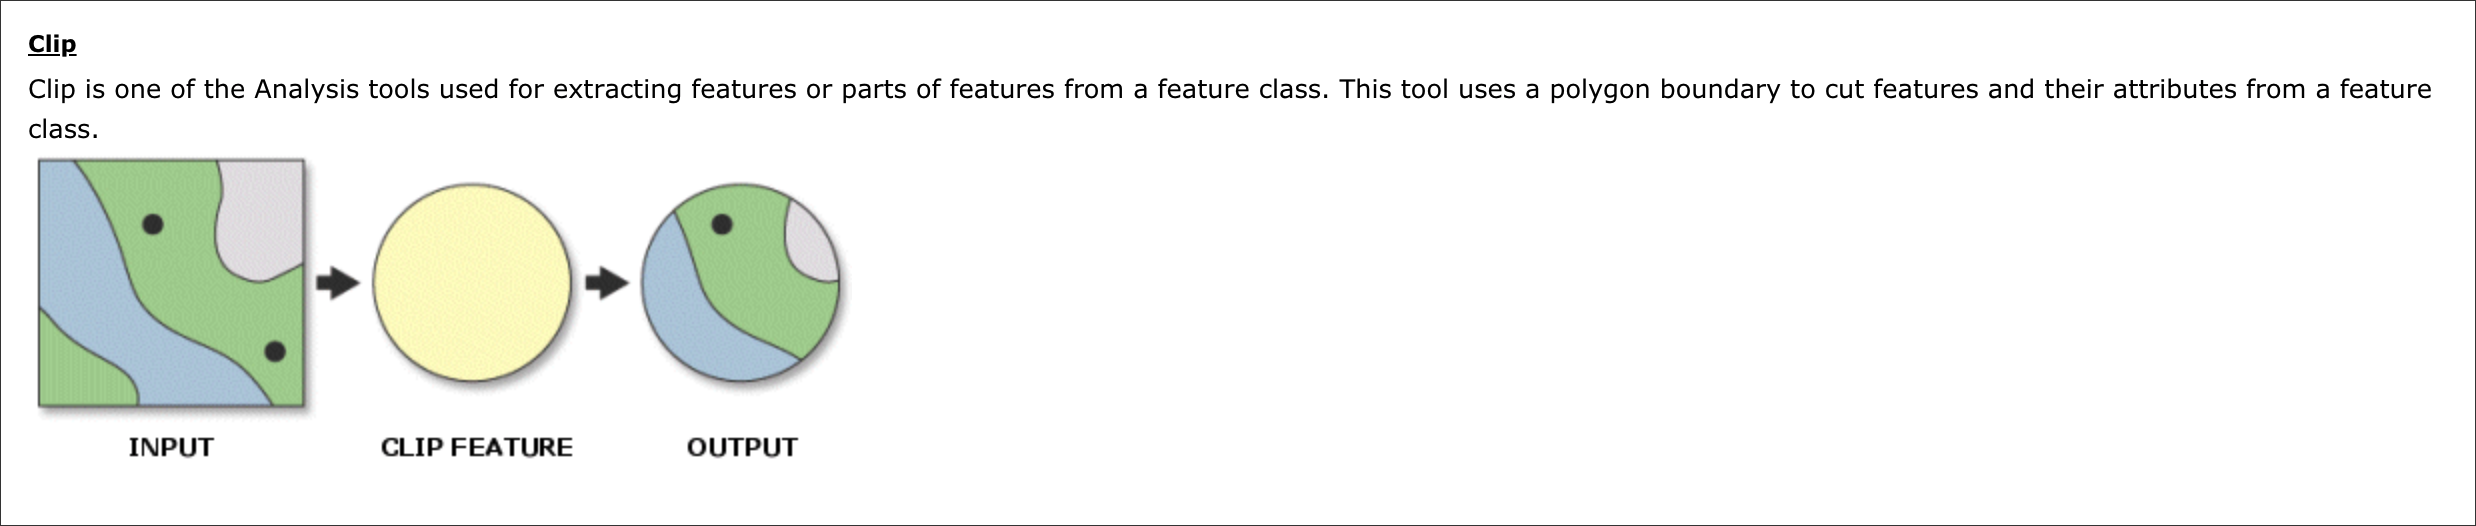 Clip
Clip is one of the Analysis tools used for extracting features or parts of features from a feature class. This tool uses a polygon boundary to cut features and their attributes from a feature
class.
INPUT CLIP FEATURE OUTPUT